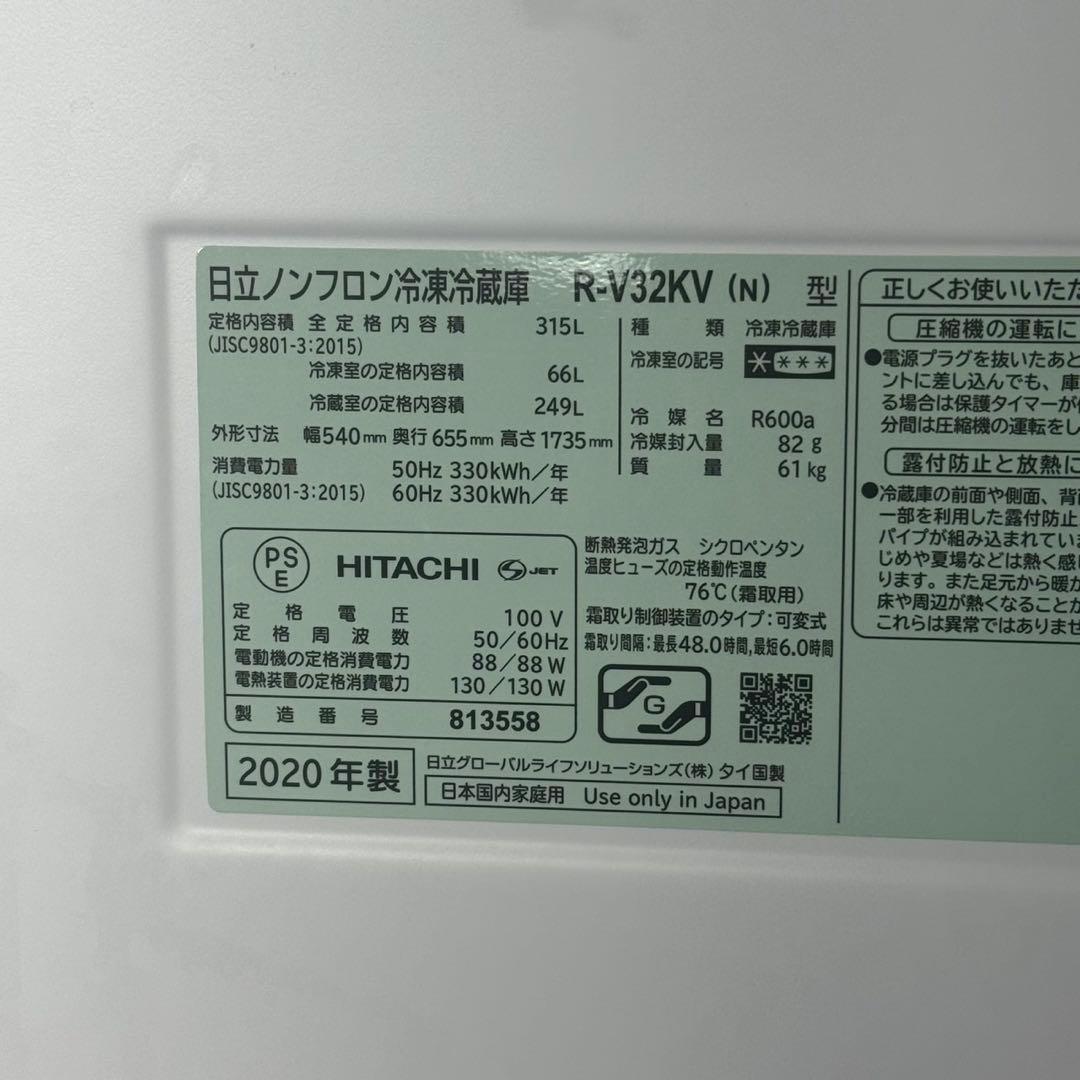 日立ノンフロン冷凍冷蔵庫 R-V32KV (N) 型
定格内容積 全定格内容積 315L
(JISC9801-3:2015)
冷凍室の定格内容積 66L
冷蔵室の定格内容積 249L
外形寸法 幅540mm 奥行655mm 高さ1735mm
消費電力量 50Hz 330kWh/年
(JISC9801-3:2015) 60Hz 330kWh/年
種類 冷凍冷蔵庫
冷凍室の記号 ＊＊＊＊
冷媒名 R600a
冷媒封入量 82g
質量 61kg
PS
E
HITACHI S JET
定格電圧 100V
定格周波数 50/60Hz
電動機の定格消費電力 88/88W
電熱装置の定格消費電力 130/130W
製造番号 813558
断熱発泡ガス シクロペンタン
温度ヒューズの定格動作温度
76℃(霜取用)
霜取り制御装置のタイプ:可変式
霜取り間隔:最長48.0時間,最短6.0時間
G
2020年製
日立グローバルライフソリューションズ(株) タイ国製
日本国内家庭用 Use only in Japan
正しくお使いいただ
圧縮機の運転に
●電源プラグを抜いたあと
ントに差し込んでも、庫
る場合は保護タイマーが
分間は圧縮機の運転をし
露付防止と放熱に
●冷蔵庫の前面や側面、背
一部を利用した露付防止
パイプが組み込まれていま
じめや夏場などは熱く感
ります。また足元から暖か
床や周辺が熱くなることが
これらは異常ではありませ